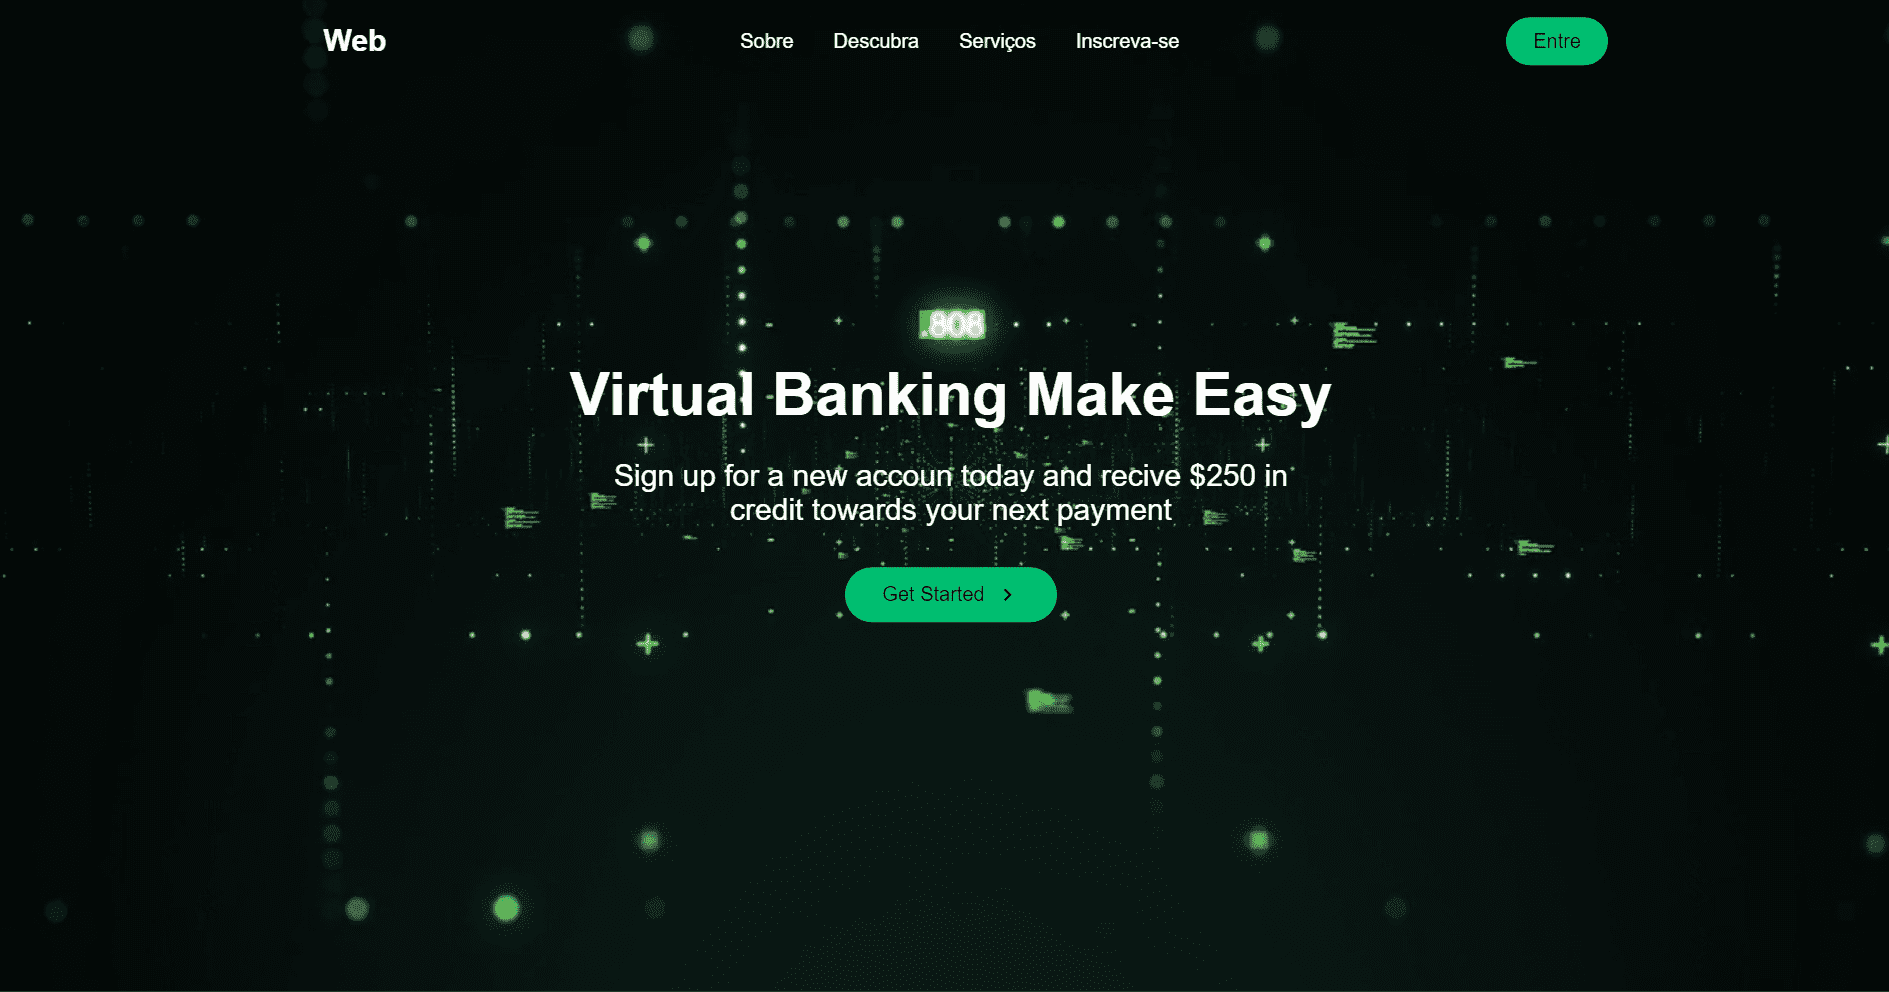 Web
Sobre
Descubra
Serviços
Inscreva-se
Entre
.808
Virtual Banking Make Easy
Sign up for a new accoun today and recive $250 in
credit towards your next payment
Get Started